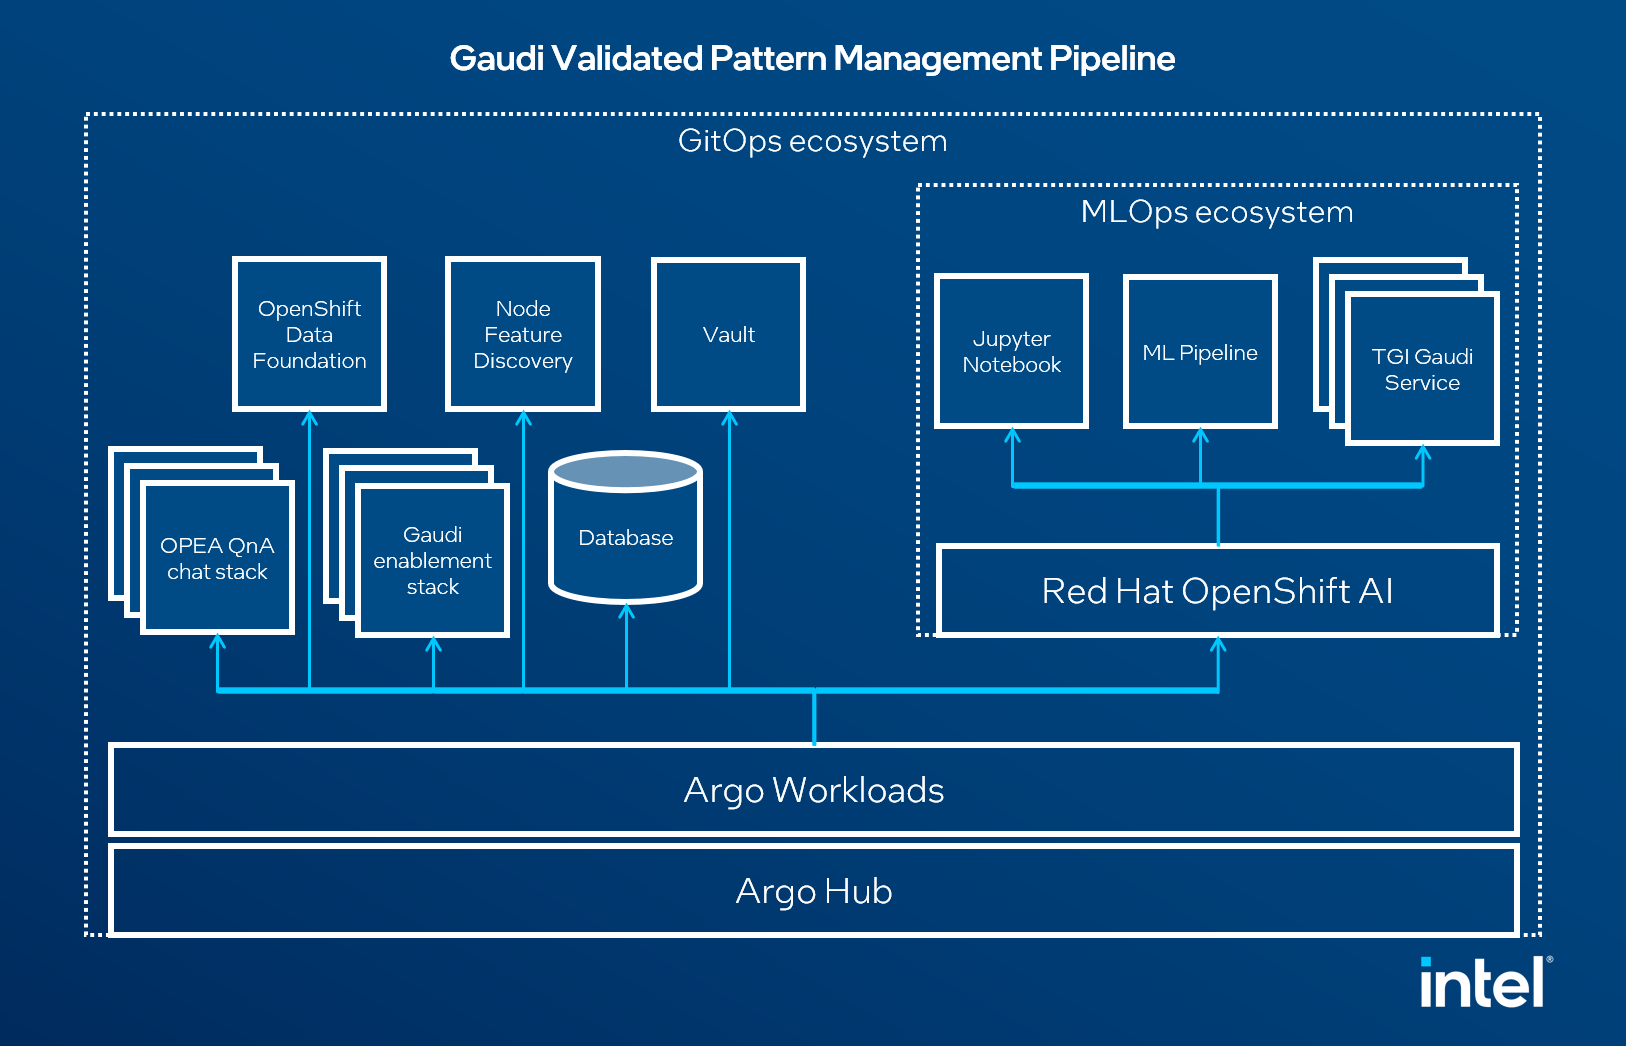 Gaudi Validated Pattern Management Pipeline
GitOps ecosystem
MLOps ecosystem
OpenShift
Data
Foundation
Node
Feature
Discovery
Vault
Jupyter
Notebook
ML Pipeline
TGI Gaudi
Service
OPEA QnA
chat stack
Gaudi
enablement
stack
Database
Red Hat OpenShift AI
Argo Workloads
Argo Hub
intel®